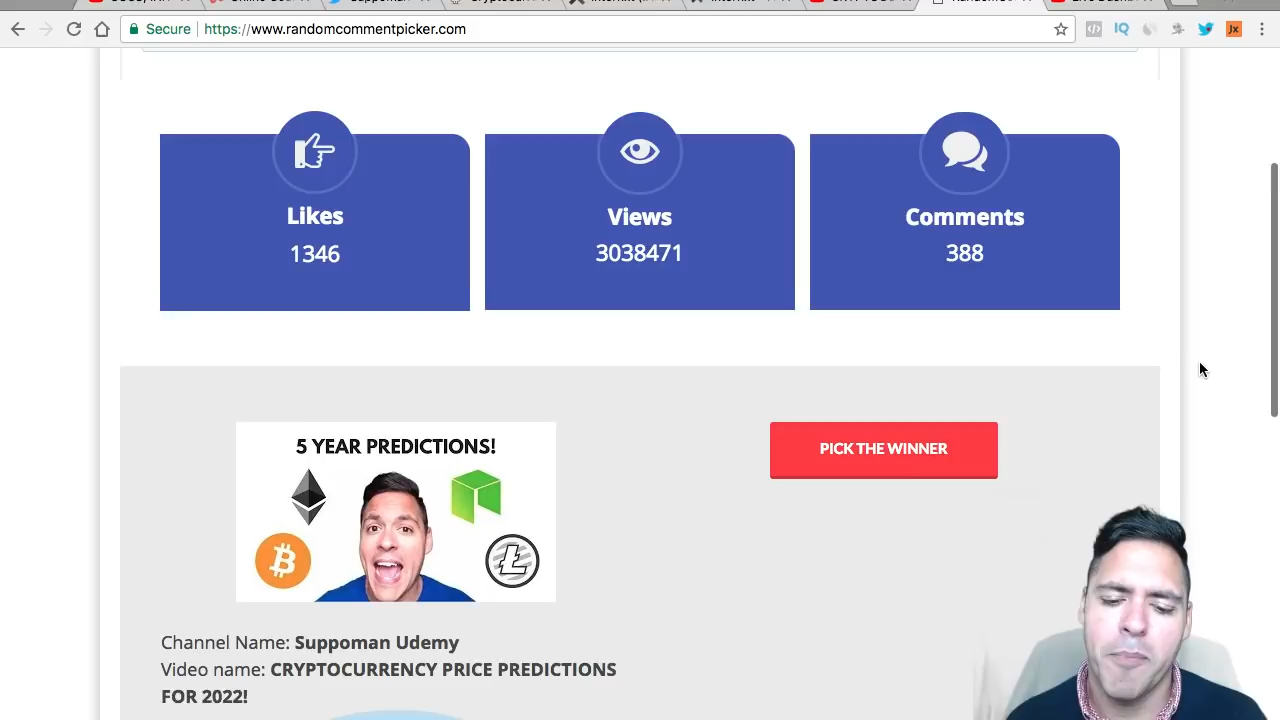 Secure https://www.randomcommentpicker.com
Likes
1346
Views
3038471
Comments
388
5 YEAR PREDICTIONS!
PICK THE WINNER
Channel Name: Suppoman Udemy
Video name: CRYPTOCURRENCY PRICE PREDICTIONS
FOR 2022!